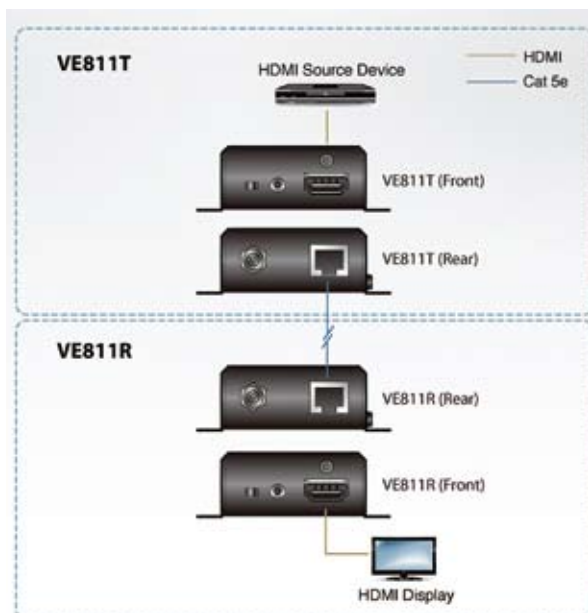 VE811T
HDMI Source Device
HDMI
Cat 5e
VE811T (Front)
VE811T (Rear)
VE811R
VE811R (Rear)
VE811R (Front)
HDMI Display